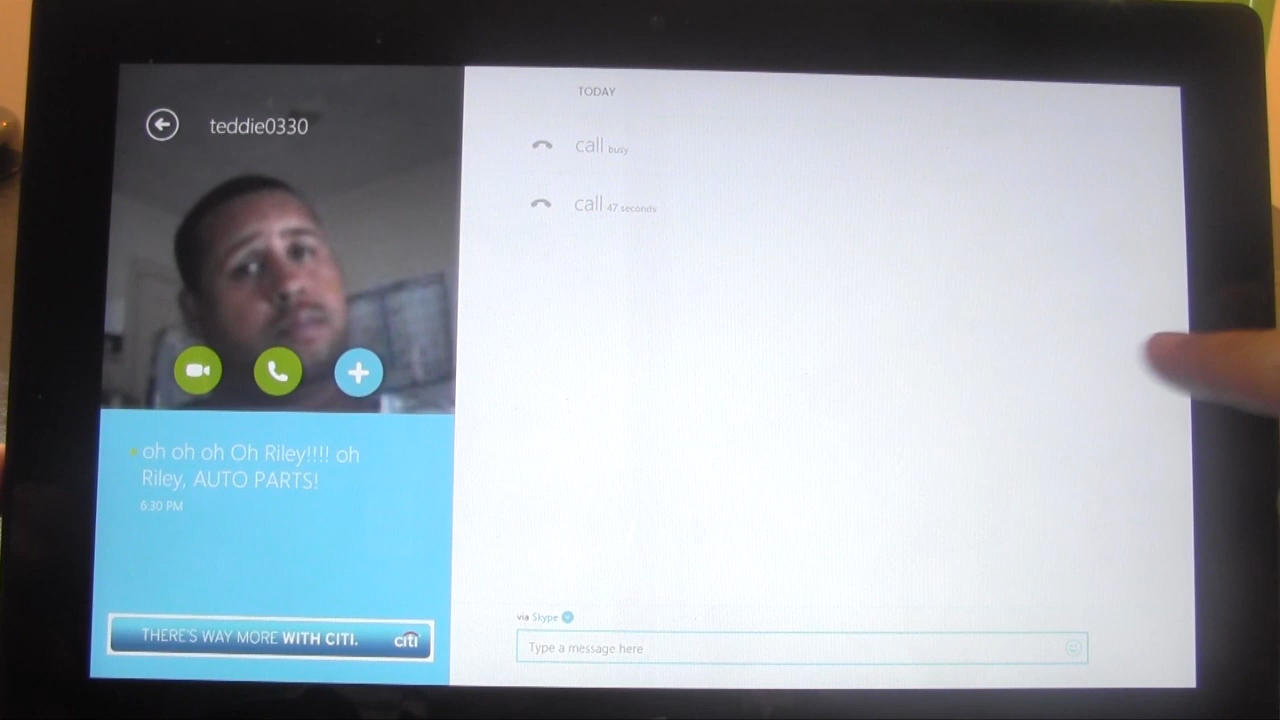 teddie0330
oh oh oh Oh Riley!!!! oh
Riley, AUTO PARTS!
6:30 PM
THERE'S WAY MORE WITH CITI.
citi
TODAY
call busy
call 47 seconds
via Skype
Type a message here